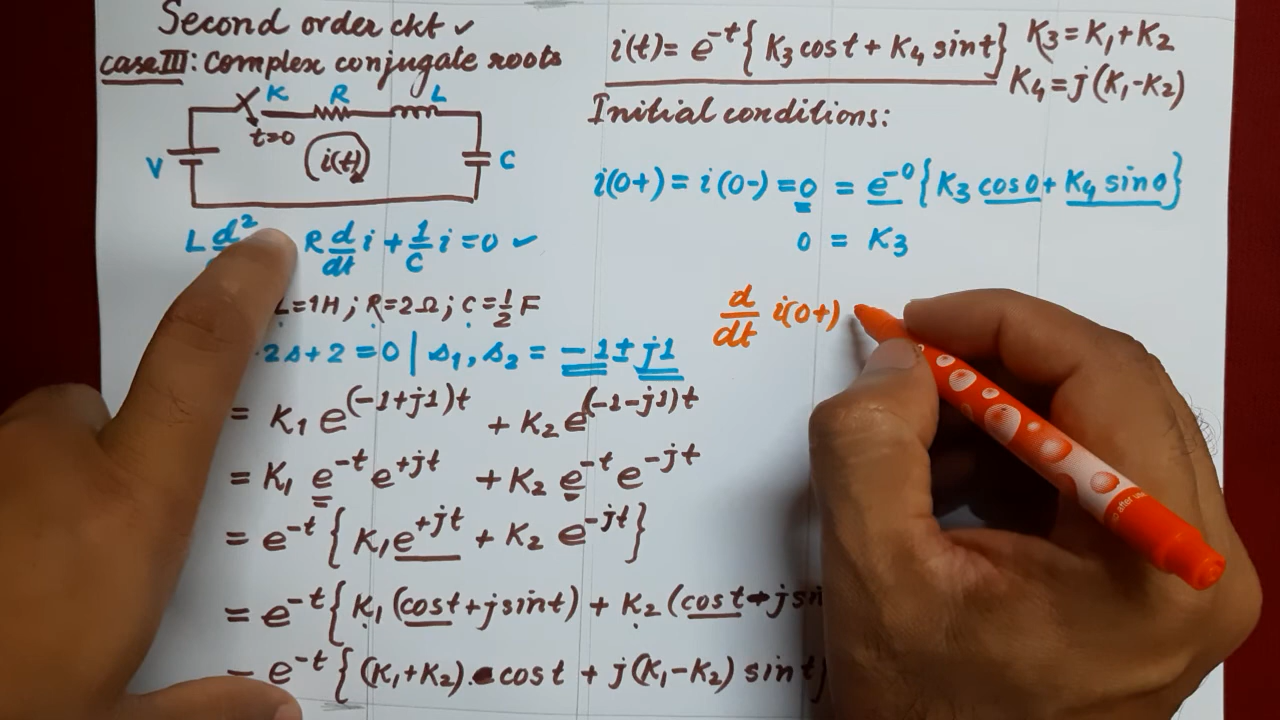 Second order ckt ✓
case III: Complex conjugate roots
K R L
t=0
V i(t) C
L d² R d/dt i + 1/C i = 0 ✓
L=1H ; R=2Ω ; C=½ F
2s+2=0 | s₁, s₂ = -1 ± j1
= K₁ e^(-1+j1)t + K₂ e^(-1-j1)t
= K₁ e^-t e^+jt + K₂ e^-t e^-jt
= e^-t { K₁ e^+jt + K₂ e^-jt }
= e^-t { K₁ (cost + jsint) + K₂ (cost - jsin
= e^-t { (K₁+K₂) . cost + j(K₁-K₂) sint }
i(t) = e^-t { K₃ cost + K₄ sint }
K₃ = K₁+K₂
K₄ = j(K₁-K₂)
Initial conditions:
i(0+) = i(0-) = 0 = e^-0 { K₃ cos0 + K₄ sin0 }
0 = K₃
d/dt i(0+)